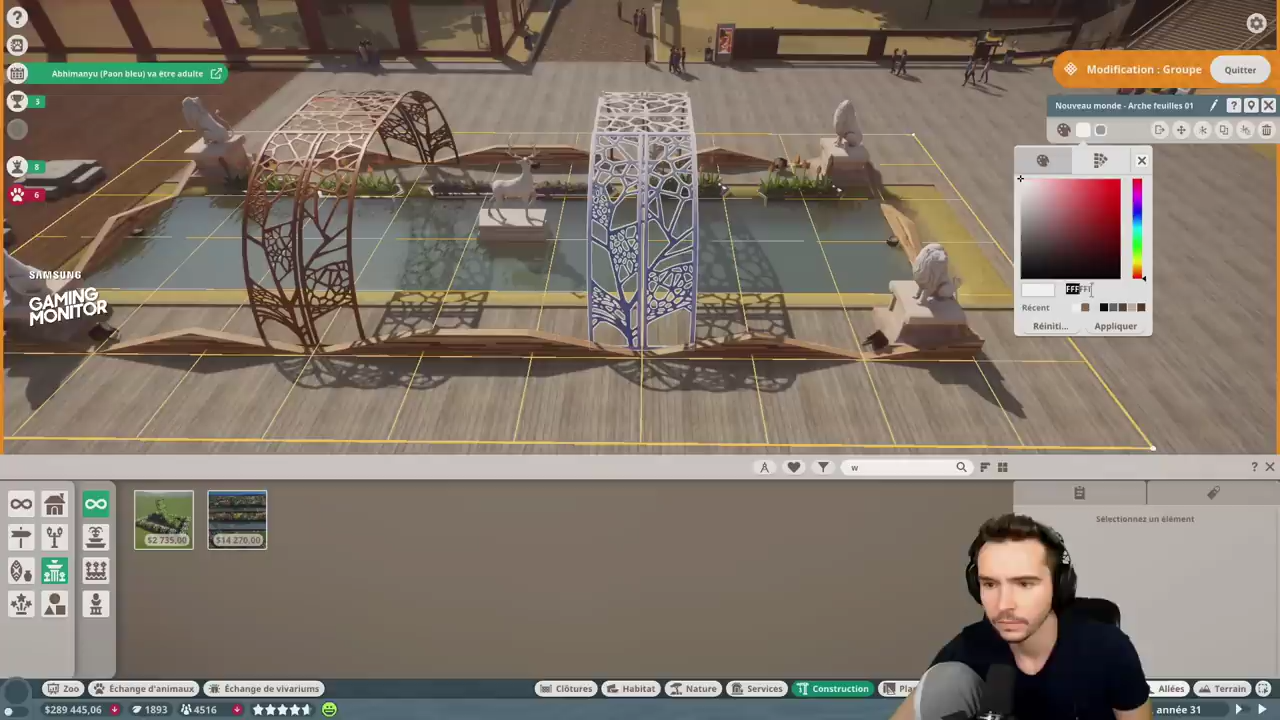 ?
Abhimanyu (Paon bleu) va être adulte
3
8
6
SAMSUNG
GAMING
MONITOR
Modification : Groupe
Quitter
Nouveau monde - Arche feuilles 01
?
FFFFFF
Récent
Réiniti...
Appliquer
w
?
$2 735,00
$14 270,00
Sélectionnez un élément
Zoo
Échange d'animaux
Échange de vivariums
Clôtures
Habitat
Nature
Services
Construction
Allées
Terrain
$289 445,06
1893
4516
année 31